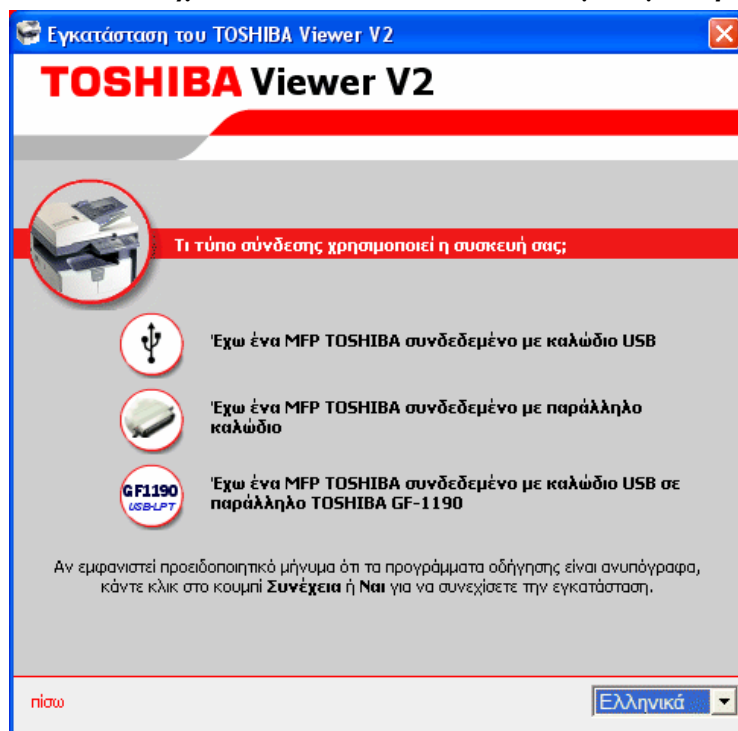 Εγκατάσταση του TOSHIBA Viewer V2
TOSHIBA Viewer V2
Τι τύπο σύνδεσης χρησιμοποιεί η συσκευή σας;
Έχω ένα MFP TOSHIBA συνδεδεμένο με καλώδιο USB
Έχω ένα MFP TOSHIBA συνδεδεμένο με παράλληλο
καλώδιο
GF1190
USB-LPT
Έχω ένα MFP TOSHIBA συνδεδεμένο με καλώδιο USB σε
παράλληλο TOSHIBA GF-1190
Αν εμφανιστεί προειδοποιητικό μήνυμα ότι τα προγράμματα οδήγησης είναι ανυπόγραφα,
κάντε κλικ στο κουμπί Συνέχεια ή Ναι για να συνεχίσετε την εγκατάσταση.
πίσω
Ελληνικά